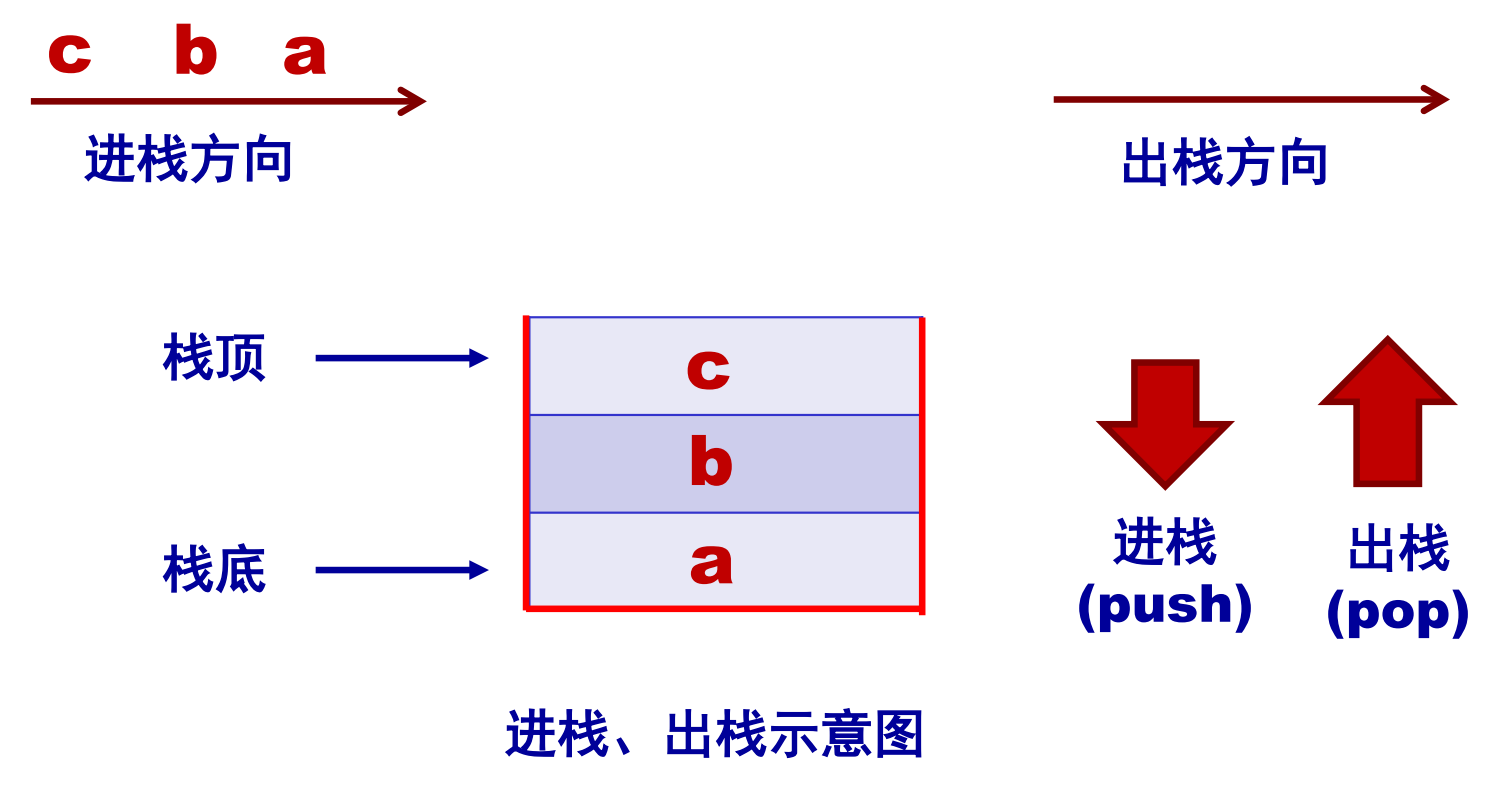 c b a
进栈方向
出栈方向
栈顶
c
b
栈底
a
进栈
(push)
出栈
(pop)
进栈、出栈示意图